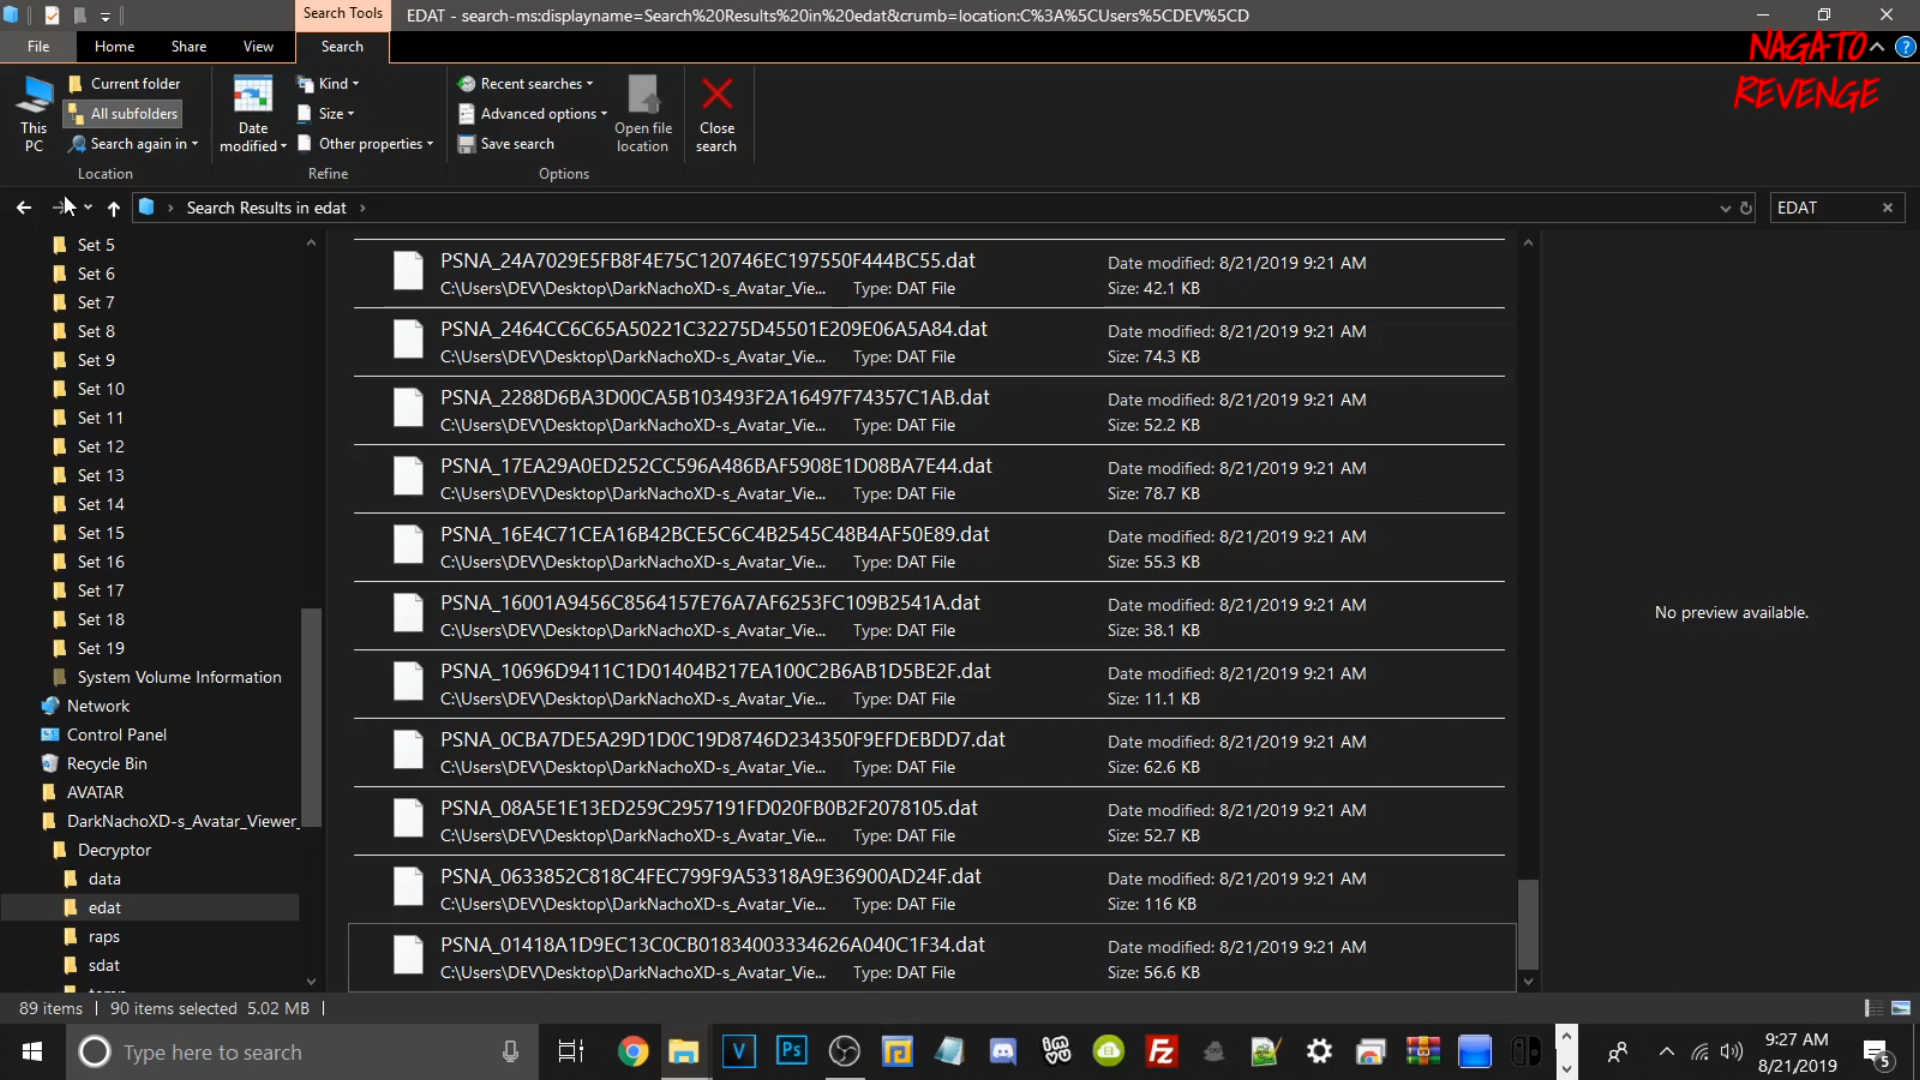 Search Tools
EDAT - search-ms:displayname=Search%20Results%20in%20edat&crumb=location:C%3A%5CUsers%5CDEV%5CD
File
Home
Share
View
Search
NAGATO
REVENGE
This PC
Current folder
All subfolders
Search again in
Location
Date modified
Kind
Size
Other properties
Refine
Recent searches
Advanced options
Save search
Options
Open file location
Close search
Search Results in edat
EDAT
Set 5
Set 6
Set 7
Set 8
Set 9
Set 10
Set 11
Set 12
Set 13
Set 14
Set 15
Set 16
Set 17
Set 18
Set 19
System Volume Information
Network
Control Panel
Recycle Bin
AVATAR
DarkNachoXD-s_Avatar_Viewer_
Decryptor
data
edat
raps
sdat
PSNA_24A7029E5FB8F4E75C120746EC197550F444BC55.dat
Date modified: 8/21/2019 9:21 AM
C:\Users\DEV\Desktop\DarkNachoXD-s_Avatar_Vie... Type: DAT File
Size: 42.1 KB
PSNA_2464CC6C65A50221C32275D45501E209E06A5A84.dat
Date modified: 8/21/2019 9:21 AM
C:\Users\DEV\Desktop\DarkNachoXD-s_Avatar_Vie... Type: DAT File
Size: 74.3 KB
PSNA_2288D6BA3D00CA5B103493F2A16497F74357C1AB.dat
Date modified: 8/21/2019 9:21 AM
C:\Users\DEV\Desktop\DarkNachoXD-s_Avatar_Vie... Type: DAT File
Size: 52.2 KB
PSNA_17EA29A0ED252CC596A486BAF5908E1D08BA7E44.dat
Date modified: 8/21/2019 9:21 AM
C:\Users\DEV\Desktop\DarkNachoXD-s_Avatar_Vie... Type: DAT File
Size: 78.7 KB
PSNA_16E4C71CEA16B42BCE5C6C4B2545C48B4AF50E89.dat
Date modified: 8/21/2019 9:21 AM
C:\Users\DEV\Desktop\DarkNachoXD-s_Avatar_Vie... Type: DAT File
Size: 55.3 KB
PSNA_16001A9456C8564157E76A7AF6253FC109B2541A.dat
Date modified: 8/21/2019 9:21 AM
C:\Users\DEV\Desktop\DarkNachoXD-s_Avatar_Vie... Type: DAT File
Size: 38.1 KB
PSNA_10696D9411C1D01404B217EA100C2B6AB1D5BE2F.dat
Date modified: 8/21/2019 9:21 AM
C:\Users\DEV\Desktop\DarkNachoXD-s_Avatar_Vie... Type: DAT File
Size: 11.1 KB
PSNA_0CBA7DE5A29D1D0C19D8746D234350F9EFDEBDD7.dat
Date modified: 8/21/2019 9:21 AM
C:\Users\DEV\Desktop\DarkNachoXD-s_Avatar_Vie... Type: DAT File
Size: 62.6 KB
PSNA_08A5E1E13ED259C2957191FD020FB0B2F2078105.dat
Date modified: 8/21/2019 9:21 AM
C:\Users\DEV\Desktop\DarkNachoXD-s_Avatar_Vie... Type: DAT File
Size: 52.7 KB
PSNA_0633852C818C4FEC799F9A53318A9E36900AD24F.dat
Date modified: 8/21/2019 9:21 AM
C:\Users\DEV\Desktop\DarkNachoXD-s_Avatar_Vie... Type: DAT File
Size: 116 KB
PSNA_01418A1D9EC13C0CB01834003334626A040C1F34.dat
Date modified: 8/21/2019 9:21 AM
C:\Users\DEV\Desktop\DarkNachoXD-s_Avatar_Vie... Type: DAT File
Size: 56.6 KB
No preview available.
89 items
90 items selected 5.02 MB
Type here to search
V
Ps
Fz
9:27 AM
8/21/2019
5